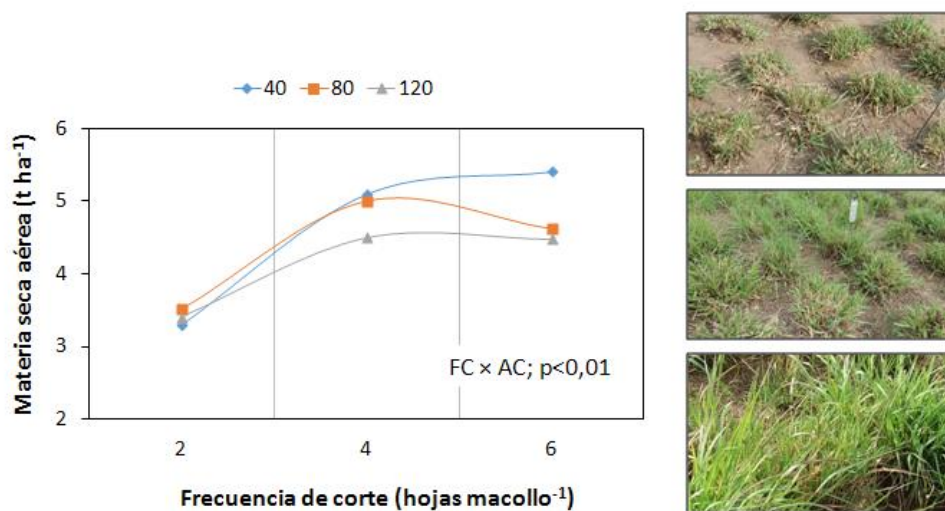 40 80 120
6
5
4
3
2
Materia seca aérea (t ha⁻¹)
FC × AC; p<0,01
2 4 6
Frecuencia de corte (hojas macollo⁻¹)